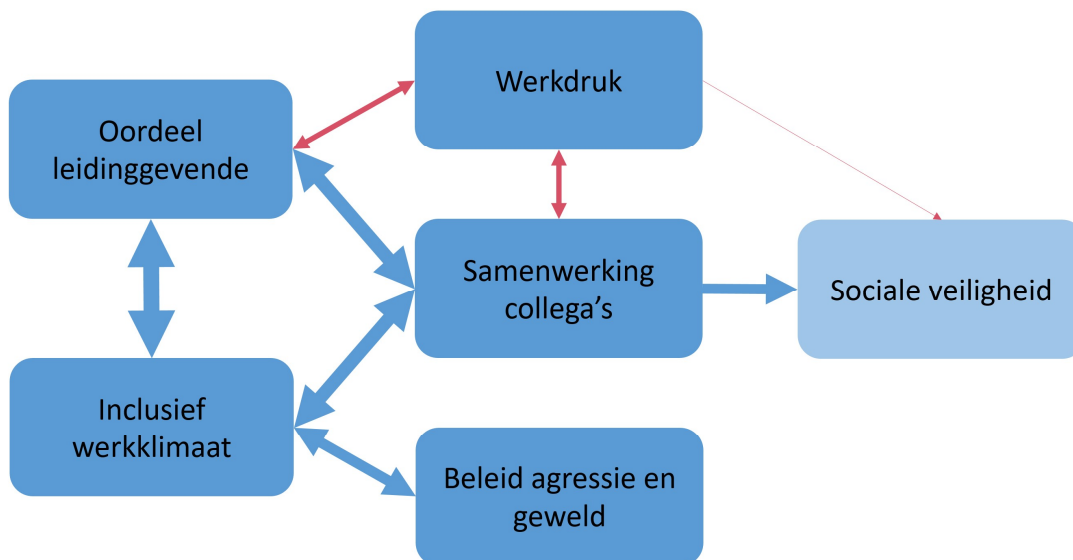 Werkdruk
Oordeel
leidinggevende
Samenwerking
collega's
Sociale veiligheid
Inclusief
werkklimaat
Beleid agressie en
geweld